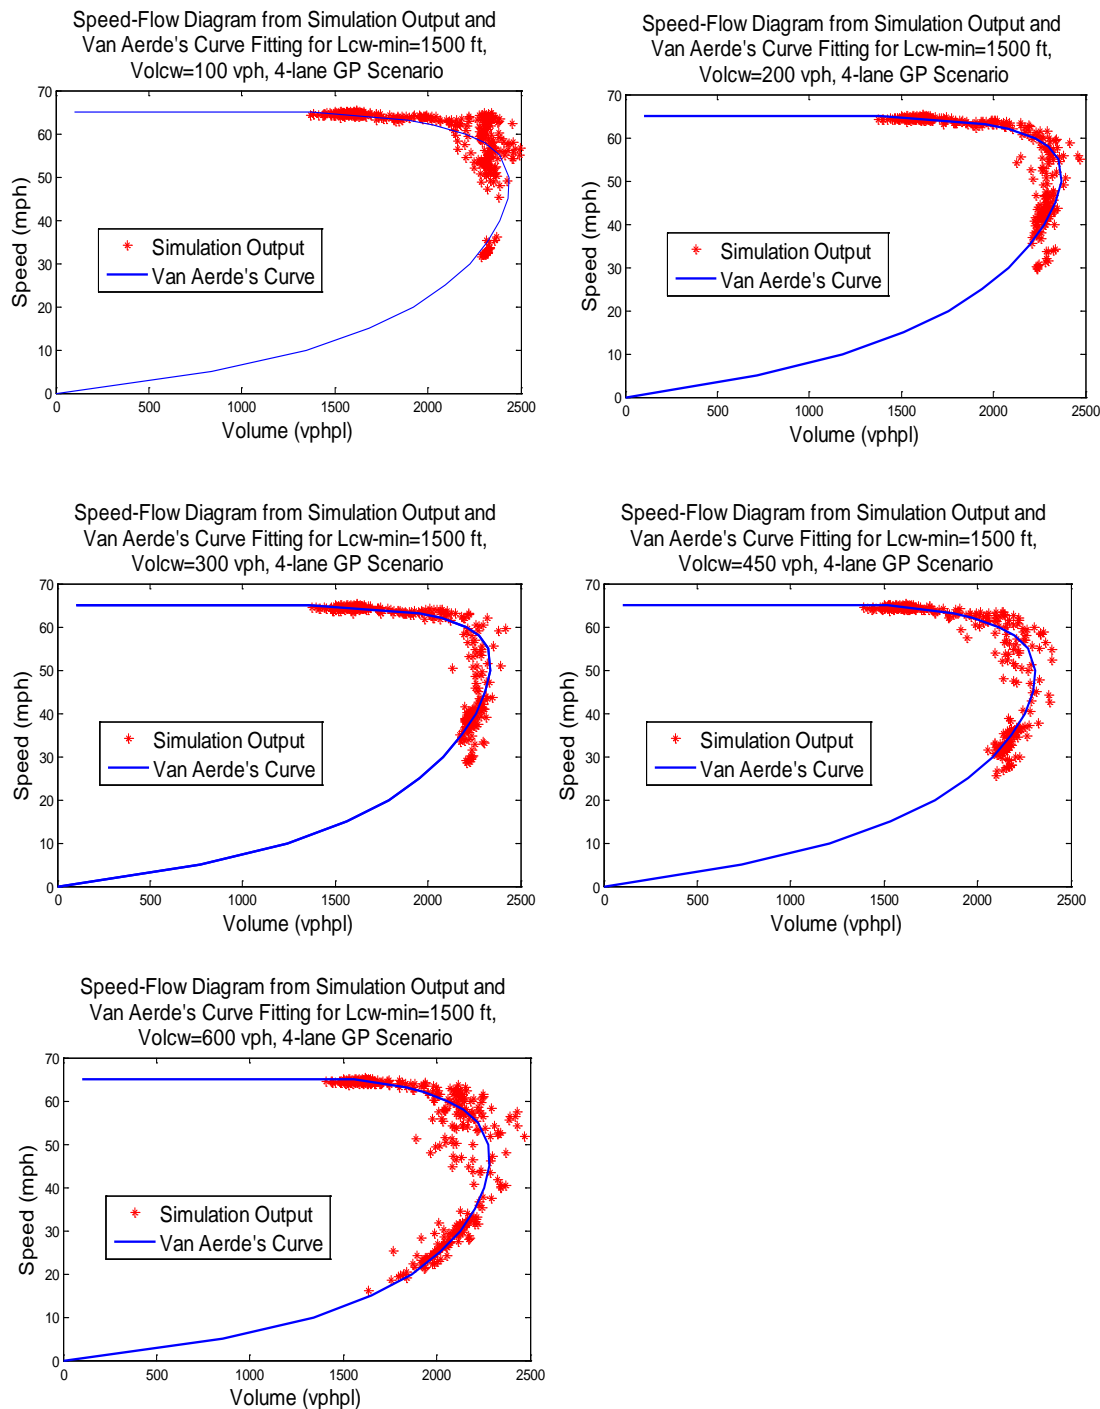 Speed-Flow Diagram from Simulation Output and
Van Aerde's Curve Fitting for Lcw-min=1500 ft,
Volcw=100 vph, 4-lane GP Scenario
70
60
50
40
30
20
10
0
Speed (mph)
Simulation Output
Van Aerde's Curve
0 500 1000 1500 2000 2500
Volume (vphpl)
Speed-Flow Diagram from Simulation Output and
Van Aerde's Curve Fitting for Lcw-min=1500 ft,
Volcw=200 vph, 4-lane GP Scenario
70
60
50
40
30
20
10
0
Speed (mph)
Simulation Output
Van Aerde's Curve
0 500 1000 1500 2000 2500
Volume (vphpl)
Speed-Flow Diagram from Simulation Output and
Van Aerde's Curve Fitting for Lcw-min=1500 ft,
Volcw=300 vph, 4-lane GP Scenario
70
60
50
40
30
20
10
0
Speed (mph)
Simulation Output
Van Aerde's Curve
0 500 1000 1500 2000 2500
Volume (vphpl)
Speed-Flow Diagram from Simulation Output and
Van Aerde's Curve Fitting for Lcw-min=1500 ft,
Volcw=450 vph, 4-lane GP Scenario
70
60
50
40
30
20
10
0
Speed (mph)
Simulation Output
Van Aerde's Curve
0 500 1000 1500 2000 2500
Volume (vphpl)
Speed-Flow Diagram from Simulation Output and
Van Aerde's Curve Fitting for Lcw-min=1500 ft,
Volcw=600 vph, 4-lane GP Scenario
70
60
50
40
30
20
10
0
Speed (mph)
Simulation Output
Van Aerde's Curve
0 500 1000 1500 2000 2500
Volume (vphpl)